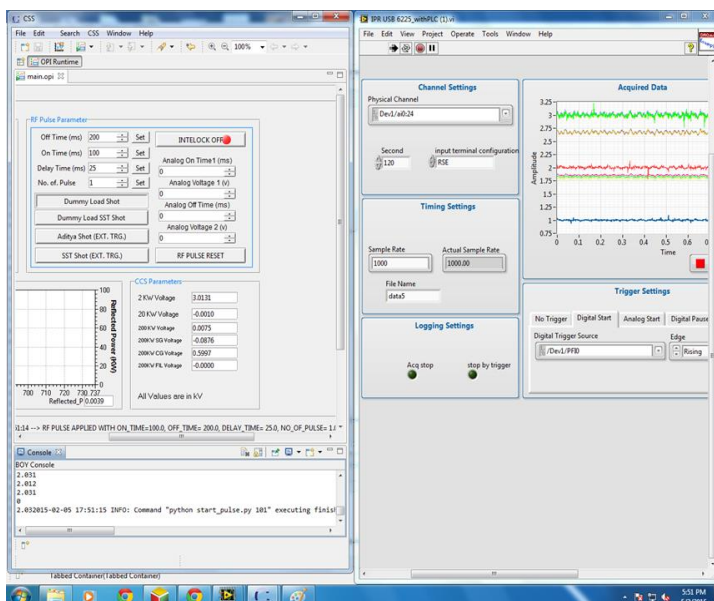 CSS
File Edit Search CSS Window Help
100%
OPI Runtime
main.opi
RF Pulse Parameter
Off Time (ms) 200 Set
On Time (ms) 100 Set
Delay Time (ms) 25 Set
No. of. Pulse 1 Set
Dummy Load Shot
Dummy Load SST Shot
Aditya Shot (EXT. TRG.)
SST Shot (EXT. TRG.)
INTELOCK OFF
Analog On Time1 (ms)
0
Analog Voltage 1 (v)
0
Analog Off Time (ms)
0
Analog Voltage 2 (v)
0
RF PULSE RESET
100
80
60
40
20
0
Reflected Power (KW)
700 710 720 730 737
Reflected_P 0.0039
CCS Parameters
2 KW Voltage 3.0131
20 KW Voltage -0.0010
200 KW Voltage 0.0075
200KW SG Voltage -0.0876
200KW CG Voltage 0.5997
200KW FIL Voltage -0.0000
All Values are in kV
51:14 --> RF PULSE APPLIED WITH ON_TIME=100.0, OFF_TIME= 200.0, DELAY_TIME= 25.0, NO_OF_PULSE= 1.
Console
BOY Console
2.031
2.012
2.031
0
2.032015-02-05 17:51:15 INFO: Command "python start_pulse.py 101" executing finis
Tabbed Container(Tabbed Container)
IPR USB 6225_withPLC (1).vi
File Edit View Project Operate Tools Window Help
Channel Settings
Physical Channel
Dev1/ai0:24
Second
120
input terminal configuration
RSE
Timing Settings
Sample Rate
1000
Actual Sample Rate
1000.00
File Name
data5
Logging Settings
Acq stop
stop by trigger
Acquired Data
Amplitude
3.25
3
2.75
2.5
2.25
2
1.75
1.5
1.25
1
0.75
0 0.1 0.2 0.3 0.4 0.5 0.6
Time
Trigger Settings
No Trigger Digital Start Analog Start Digital Pause
Digital Trigger Source
/Dev1/PFI0
Edge
Rising
5:51 PM